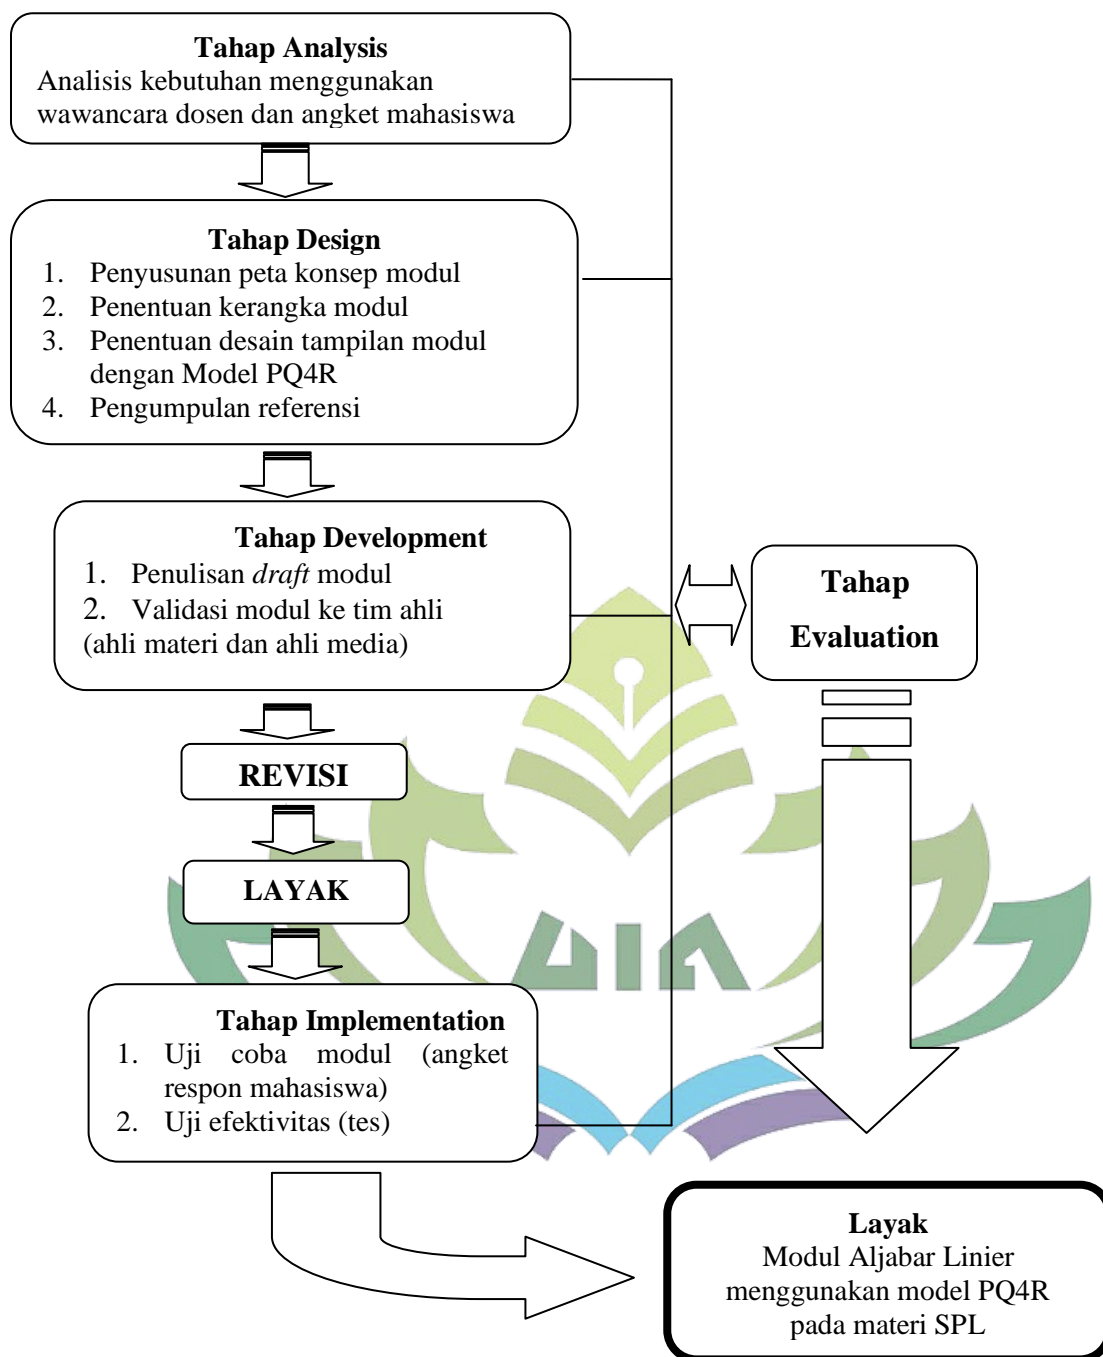 Tahap Analysis
Analisis kebutuhan menggunakan
wawancara dosen dan angket mahasiswa
Tahap Design
1. Penyusunan peta konsep modul
2. Penentuan kerangka modul
3. Penentuan desain tampilan modul
dengan Model PQ4R
4. Pengumpulan referensi
Tahap Development
1. Penulisan draft modul
2. Validasi modul ke tim ahli
(ahli materi dan ahli media)
Tahap
Evaluation
REVISI
LAYAK
UIN
Tahap Implementation
1. Uji coba modul (angket
respon mahasiswa)
2. Uji efektivitas (tes)
Layak
Modul Aljabar Linier
menggunakan model PQ4R
pada materi SPL